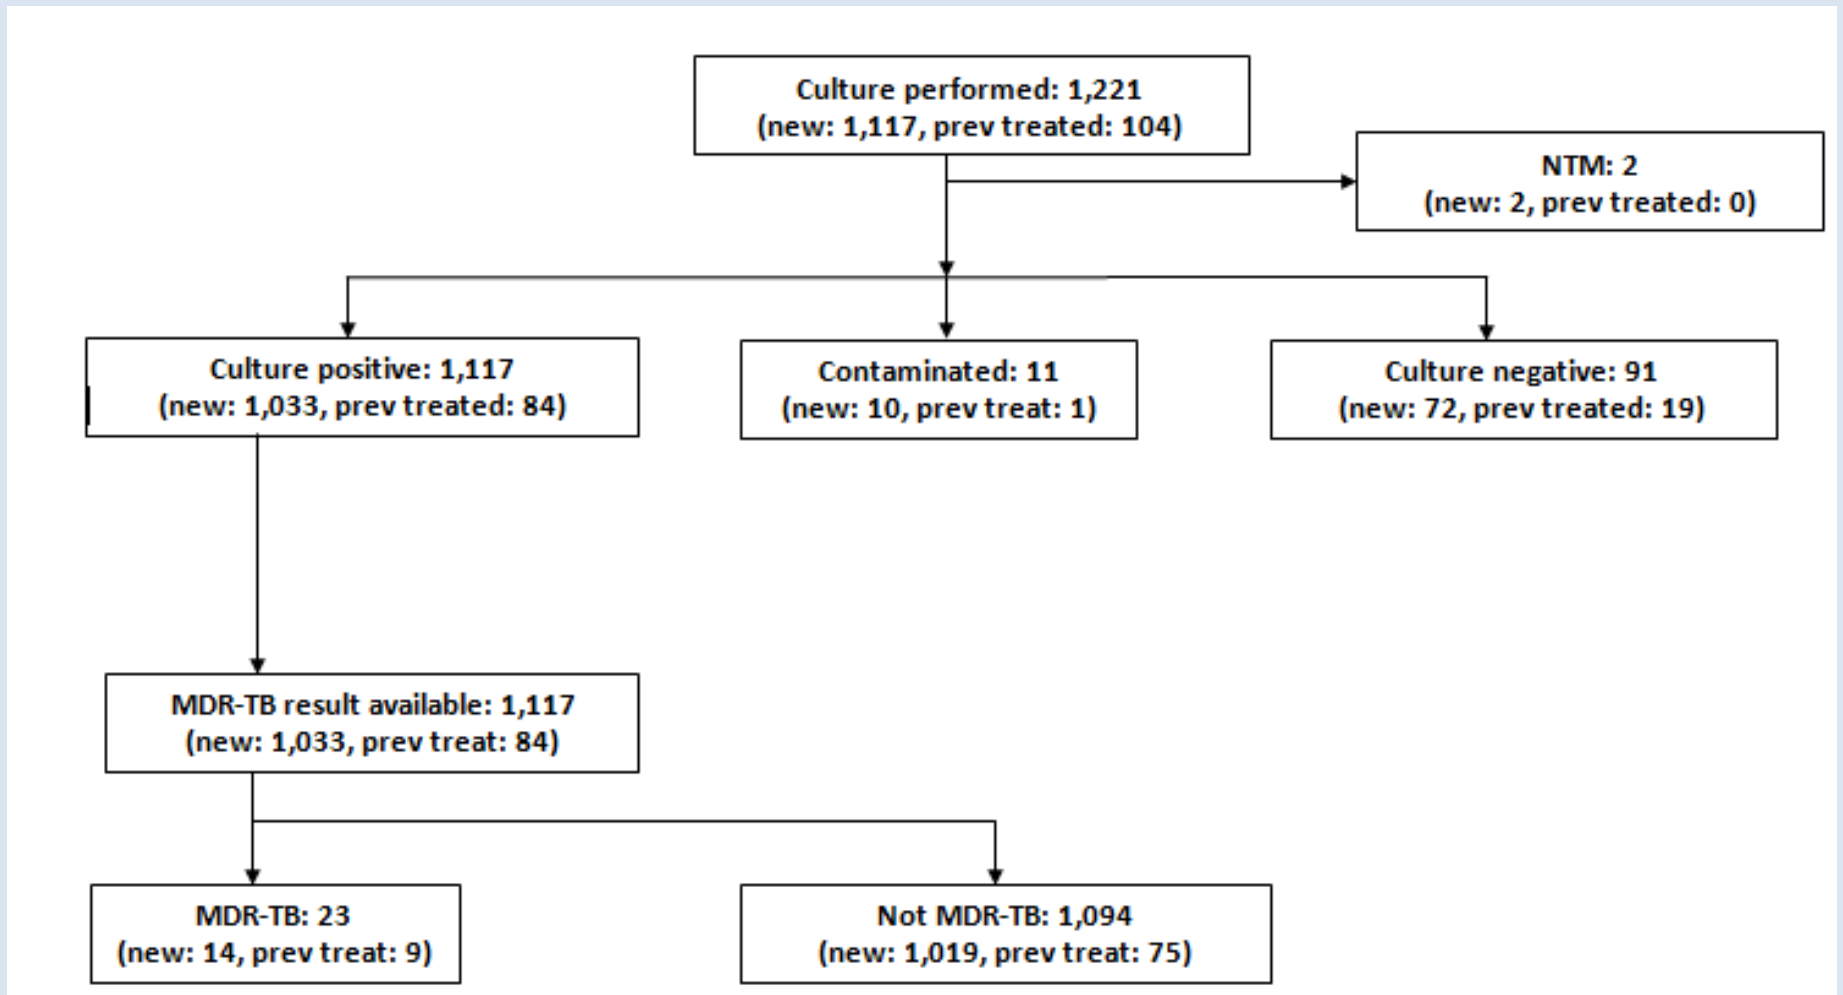 Culture performed: 1,221
(new: 1,117, prev treated: 104)
NTM: 2
(new: 2, prev treated: 0)
Culture positive: 1,117
(new: 1,033, prev treated: 84)
Contaminated: 11
(new: 10, prev treat: 1)
Culture negative: 91
(new: 72, prev treated: 19)
MDR-TB result available: 1,117
(new: 1,033, prev treat: 84)
MDR-TB: 23
(new: 14, prev treat: 9)
Not MDR-TB: 1,094
(new: 1,019, prev treat: 75)